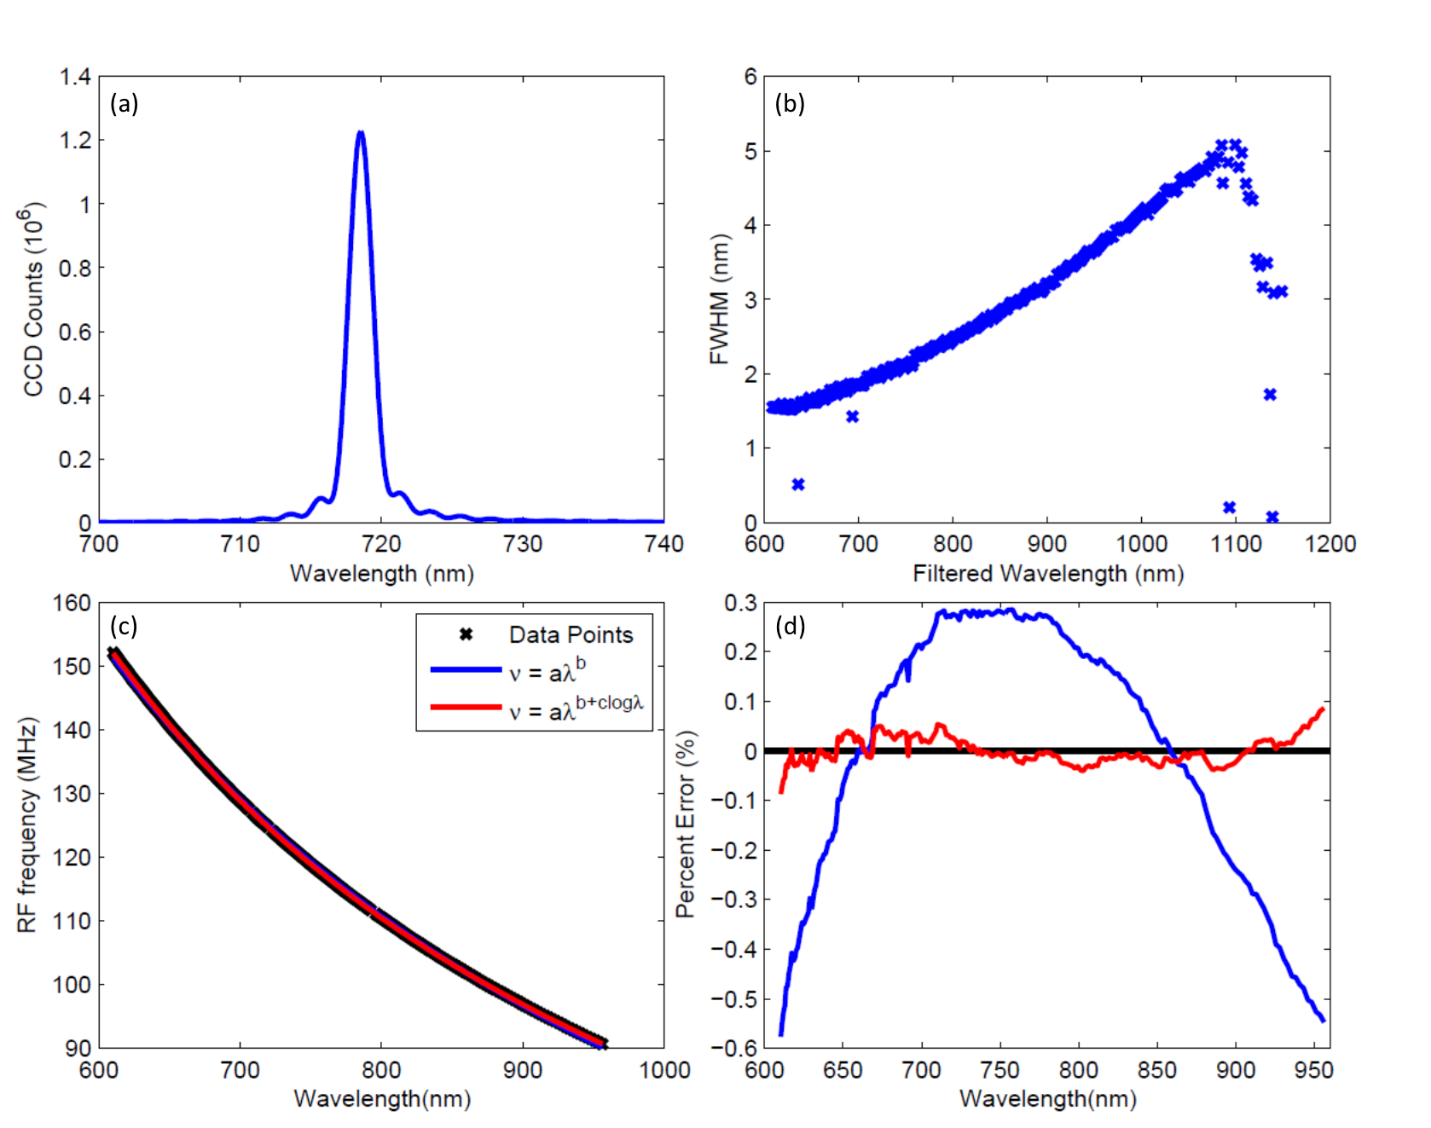 (a)
1.4
1.2
1
0.8
0.6
0.4
0.2
0
700 710 720 730 740
CCD Counts (10⁶)
Wavelength (nm)
(b)
6
5
4
3
2
1
0
600 700 800 900 1000 1100 1200
FWHM (nm)
Filtered Wavelength (nm)
(c)
160
150
140
130
120
110
100
90
600 700 800 900 1000
RF frequency (MHz)
Wavelength(nm)
Data Points
ν = aλᵇ
ν = aλ^b+clogλ
(d)
0.3
0.2
0.1
0
−0.1
−0.2
−0.3
−0.4
−0.5
−0.6
600 650 700 750 800 850 900 950
Percent Error (%)
Wavelength(nm)